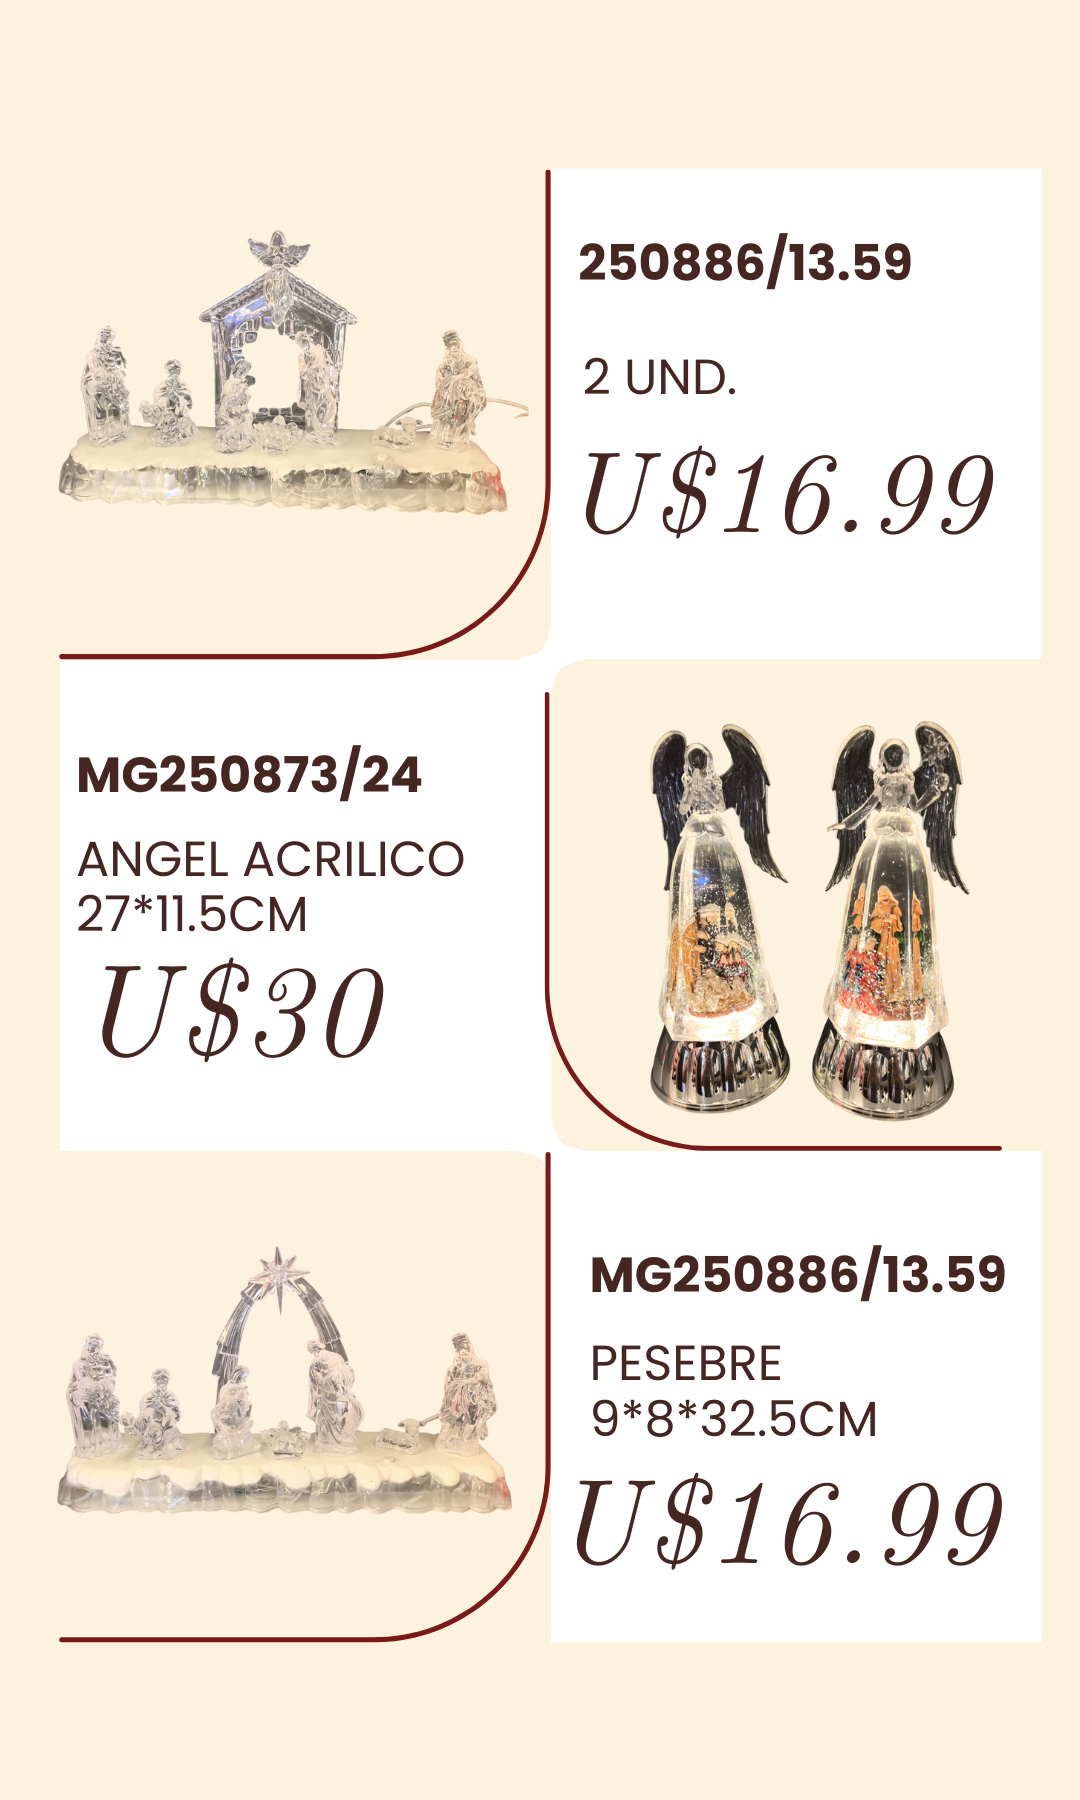 250886/13.59
2 UND.
U$16.99
MG250873/24
ANGEL ACRILICO
27*11.5CM
U$30
MG250886/13.59
PESEBRE
9*8*32.5CM
U$16.99